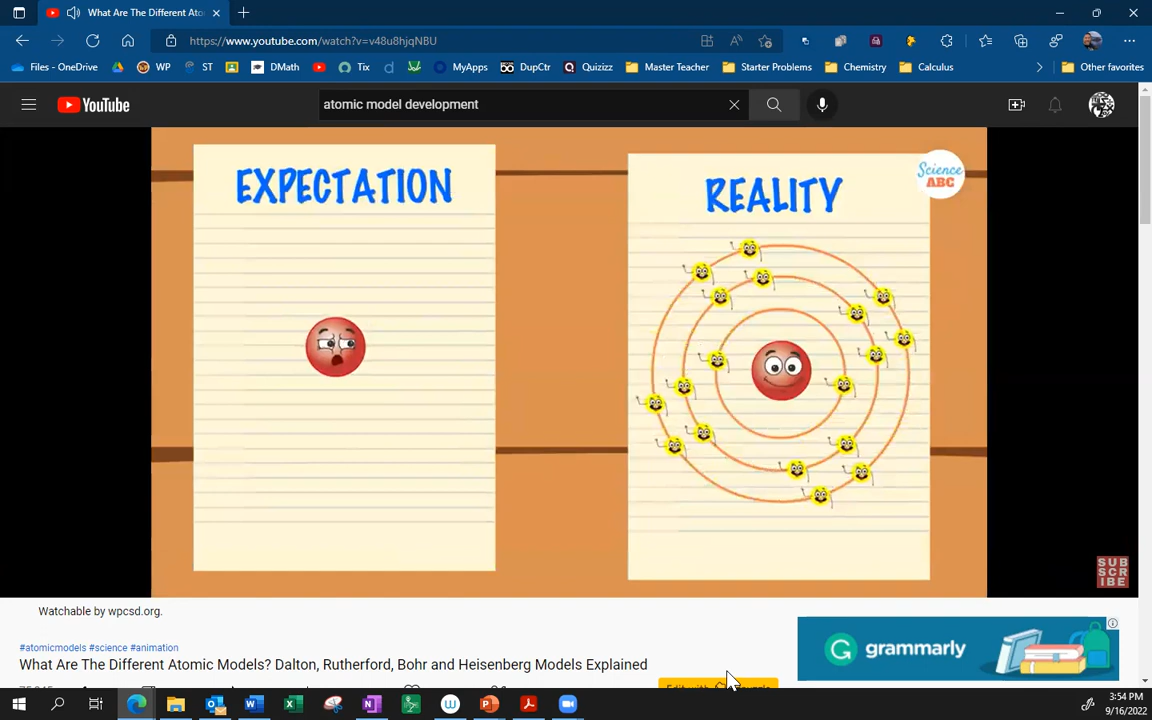 What Are The Different Ato
https://www.youtube.com/watch?v=v48u8hjqNBU
Files - OneDrive WP ST DMath Tix MyApps DupCtr Quizizz Master Teacher Starter Problems Chemistry Calculus Other favorites
YouTube atomic model development
EXPECTATION REALITY
Science
ABC
SUB
SCR
IBE
Watchable by wpcsd.org.
#atomicmodels #science #animation
What Are The Different Atomic Models? Dalton, Rutherford, Bohr and Heisenberg Models Explained
grammarly
3:54 PM
9/16/2022